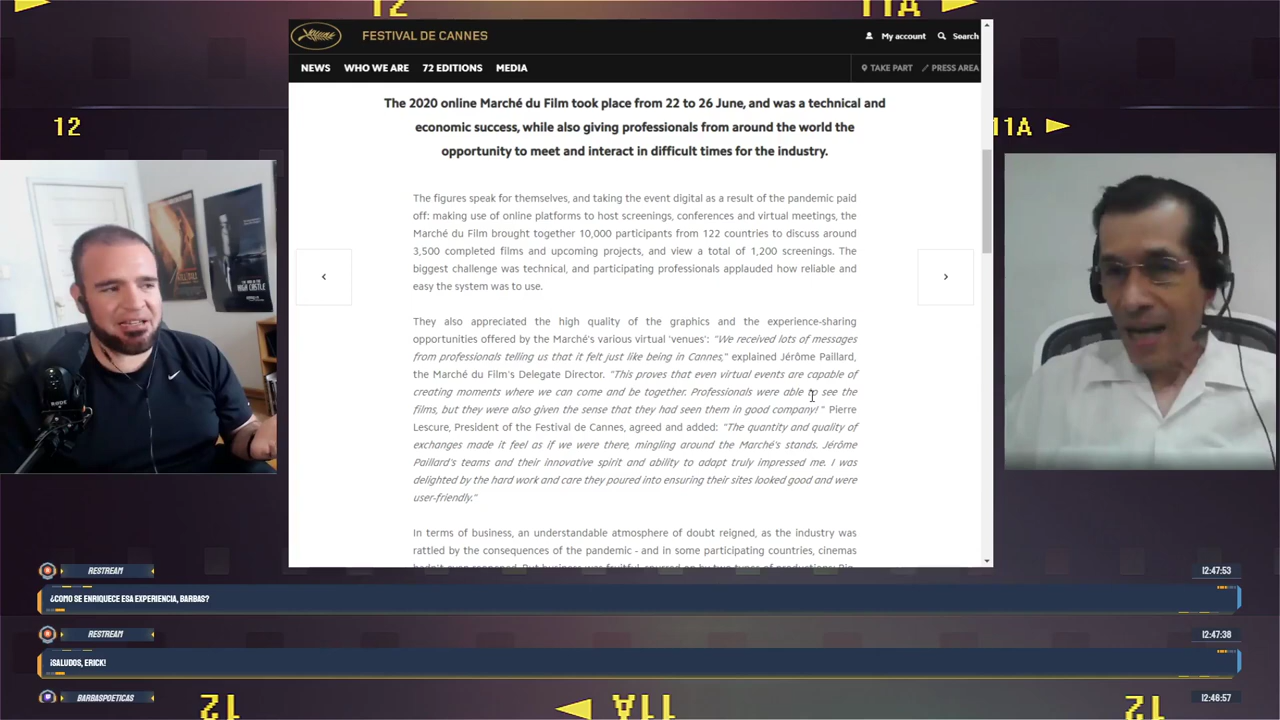 12
11A
FESTIVAL DE CANNES
My account
Search
NEWS WHO WE ARE 72 EDITIONS MEDIA
TAKE PART PRESS AREA
The 2020 online Marché du Film took place from 22 to 26 June, and was a technical and
economic success, while also giving professionals from around the world the
opportunity to meet and interact in difficult times for the industry.
12
11A
The figures speak for themselves, and taking the event digital as a result of the pandemic paid
off: making use of online platforms to host screenings, conferences and virtual meetings, the
Marché du Film brought together 10,000 participants from 122 countries to discuss around
3,500 completed films and upcoming projects, and view a total of 1,200 screenings. The
biggest challenge was technical, and participating professionals applauded how reliable and
easy the system was to use.
They also appreciated the high quality of the graphics and the experience-sharing
opportunities offered by the Marché's various virtual 'venues': "We received lots of messages
from professionals telling us that it felt just like being in Cannes," explained Jérôme Paillard,
the Marché du Film's Delegate Director. "This proves that even virtual events are capable of
creating moments where we can come and be together. Professionals were able to see the
films, but they were also given the sense that they had seen them in good company!" Pierre
Lescure, President of the Festival de Cannes, agreed and added: "The quantity and quality of
exchanges made it feel as if we were there, mingling around the Marché's stands. Jérôme
Paillard's teams and their innovative spirit and ability to adapt truly impressed me. I was
delighted by the hard work and care they poured into ensuring their sites looked good and were
user-friendly."
In terms of business, an understandable atmosphere of doubt reigned, as the industry was
rattled by the consequences of the pandemic - and in some participating countries, cinemas
THE MAN IN THE
HIGH CASTLE
RODE
RESTREAM
12:47:53
¿COMO SE ENRIQUECE ESA EXPERIENCIA, BARBAS?
RESTREAM
12:47:38
¡SALUDOS, ERICK!
BARBASPOETICAS
12:46:57
12
11A
12